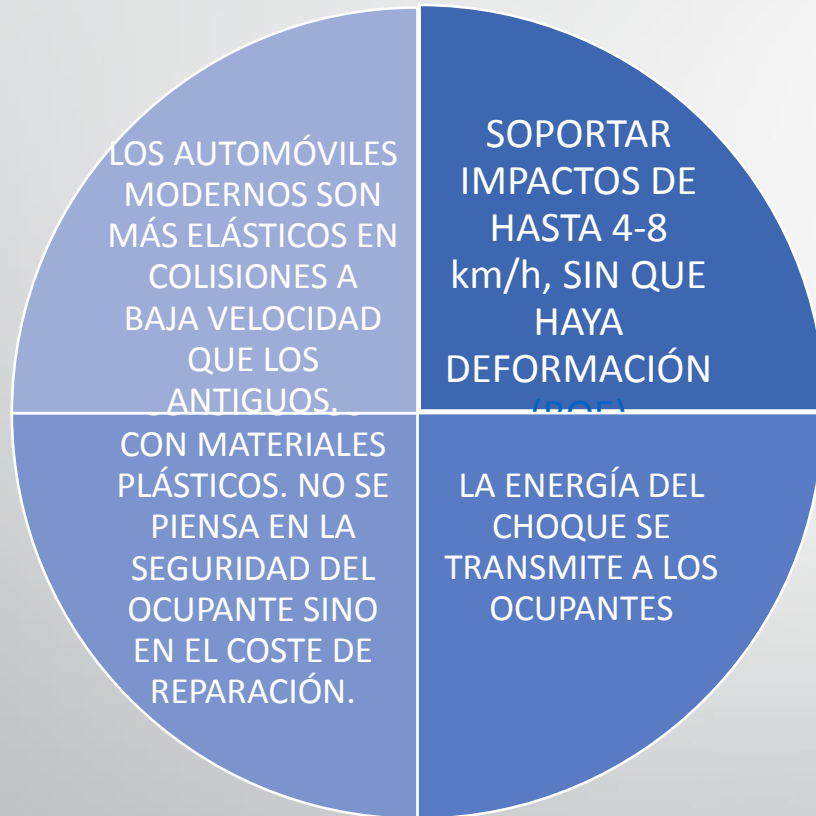 LOS AUTOMÓVILES
MODERNOS SON
MÁS ELÁSTICOS EN
COLISIONES A
BAJA VELOCIDAD
QUE LOS
ANTIGUOS.
SOPORTAR
IMPACTOS DE
HASTA 4-8
km/h, SIN QUE
HAYA
DEFORMACIÓN
CON MATERIALES
PLÁSTICOS. NO SE
PIENSA EN LA
SEGURIDAD DEL
OCUPANTE SINO
EN EL COSTE DE
REPARACIÓN.
LA ENERGÍA DEL
CHOQUE SE
TRANSMITE A LOS
OCUPANTES